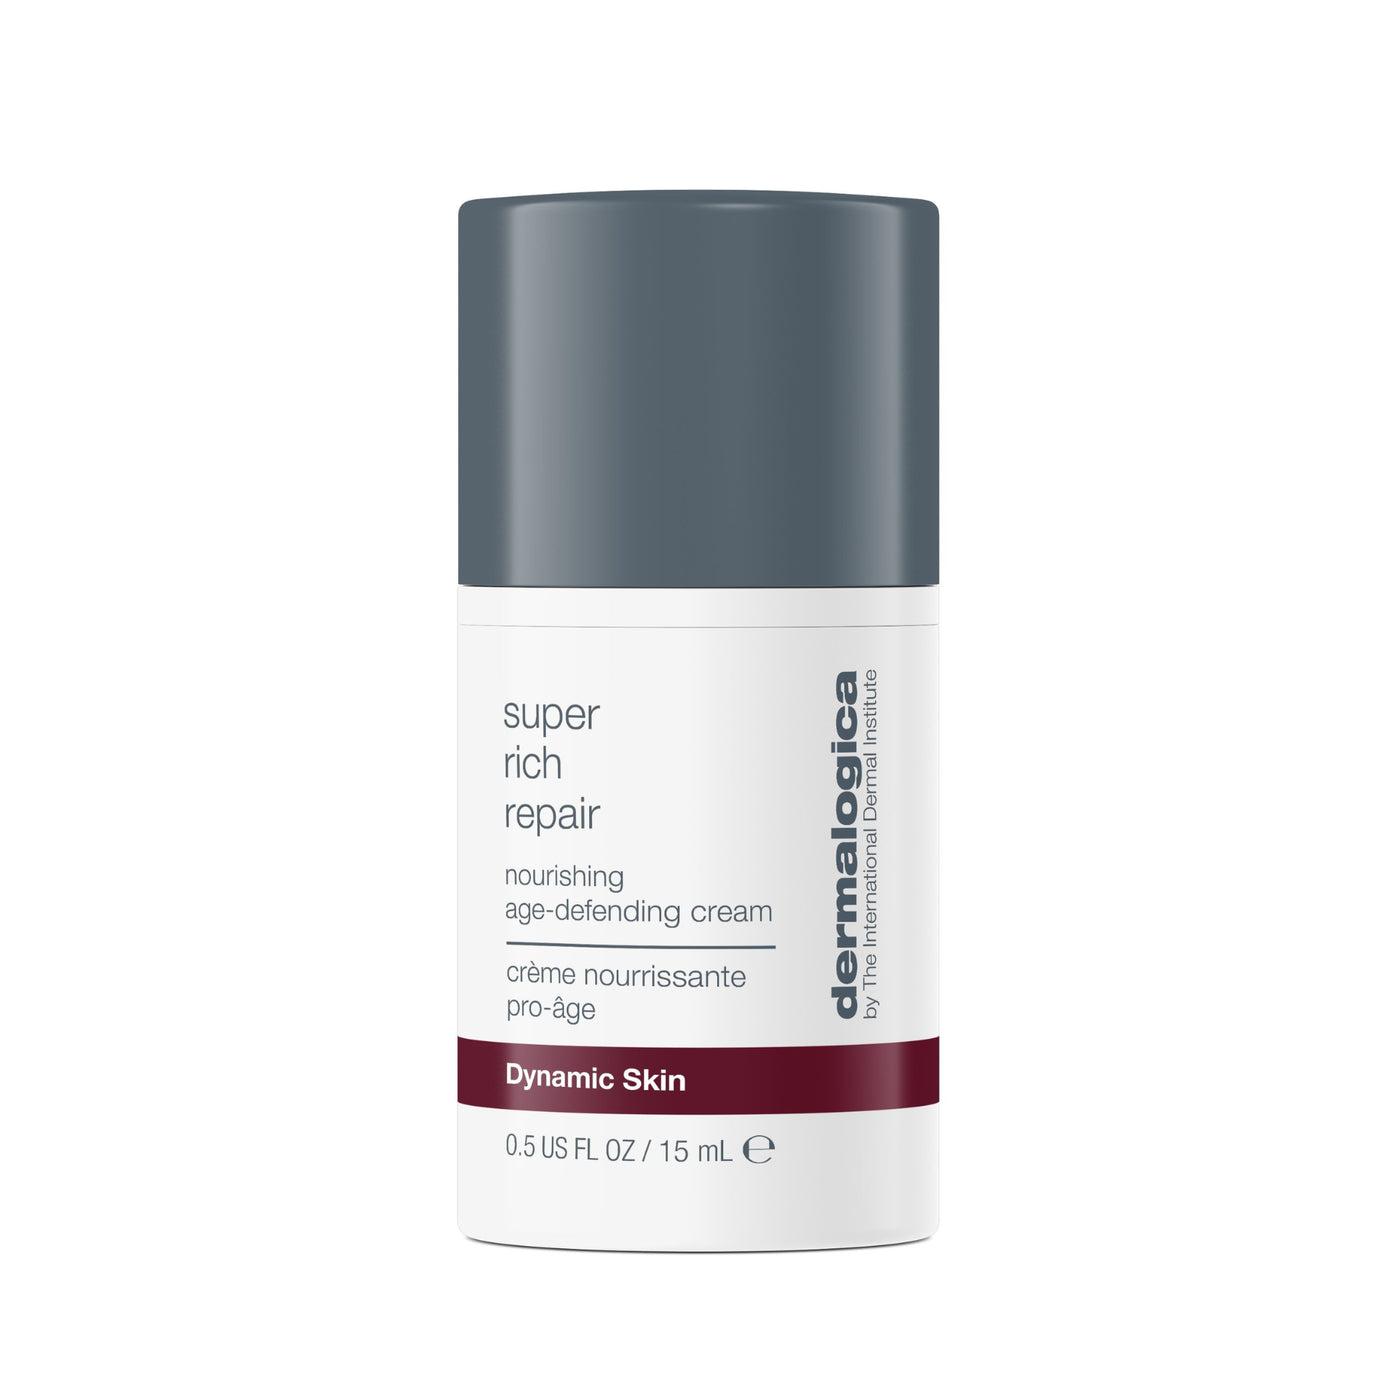 super
rich
repair
nourishing
age-defending cream
crème nourrissante
pro-âge
Dynamic Skin
0.5 US FL OZ / 15 mL ℮
dermalogica
by The International Dermal Institute